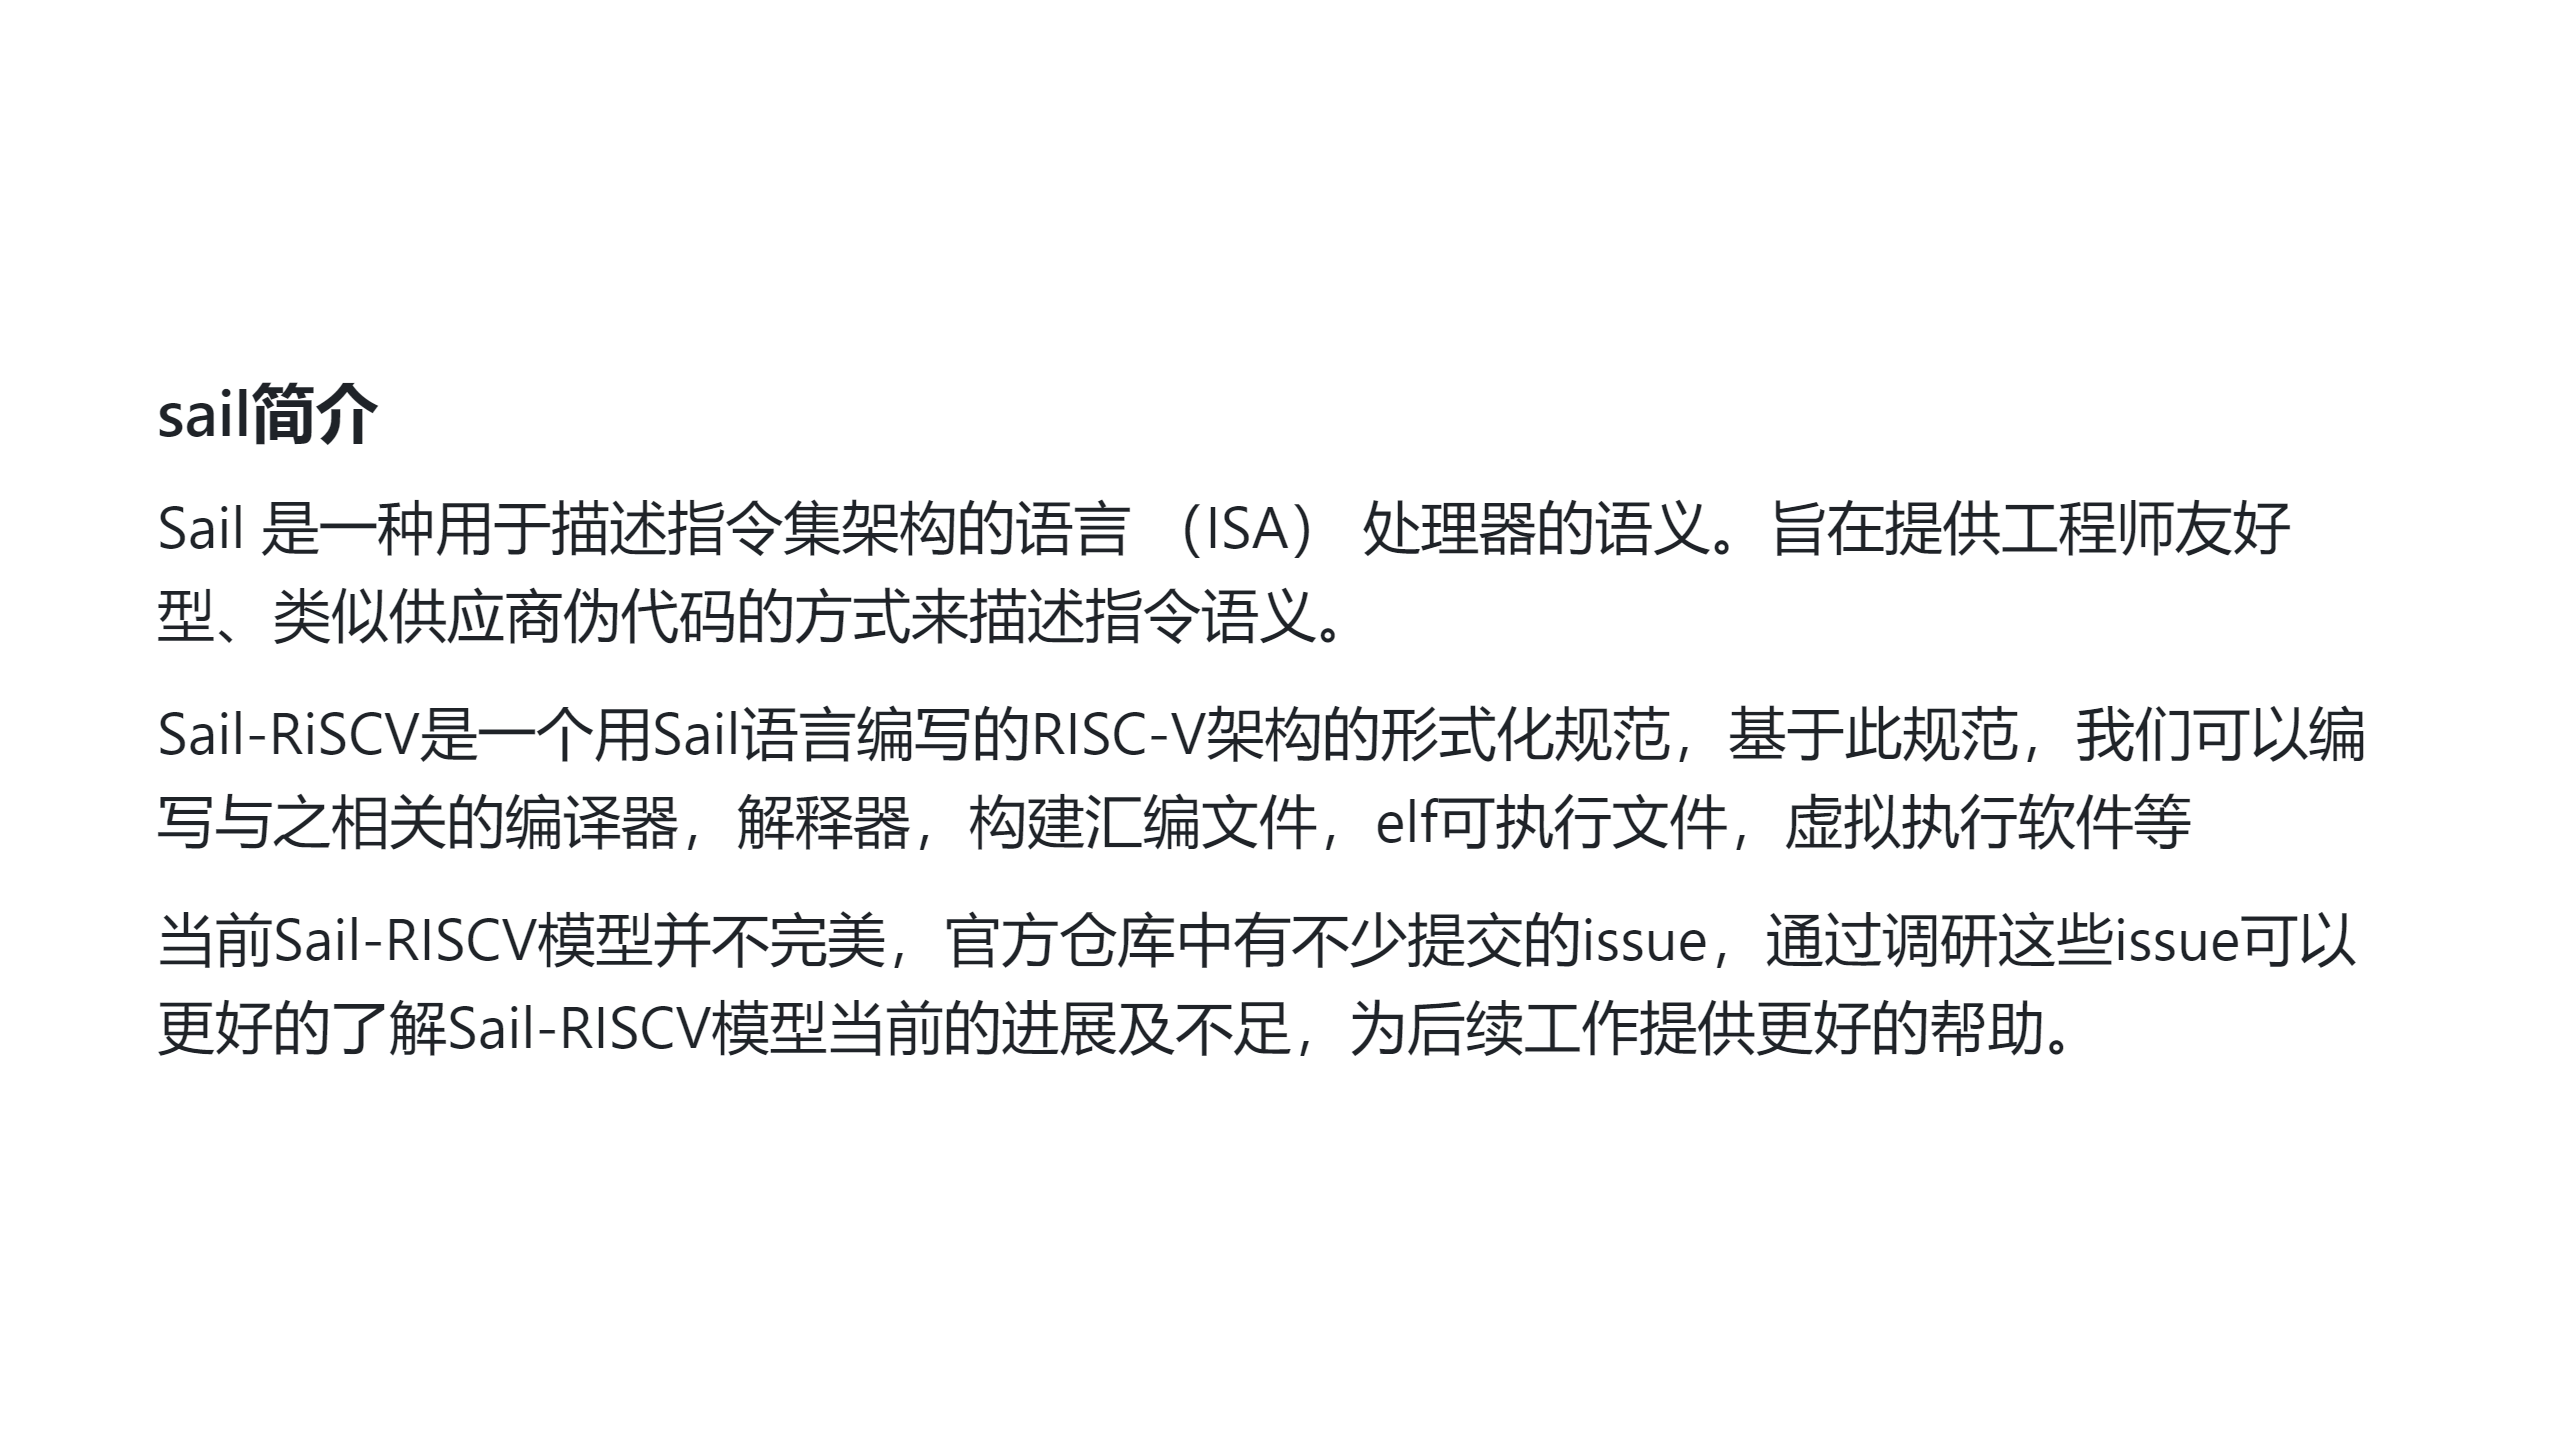 sail简介
Sail 是一种用于描述指令集架构的语言 （ISA） 处理器的语义。旨在提供工程师友好
型、类似供应商伪代码的方式来描述指令语义。
Sail-RiSCV是一个用Sail语言编写的RISC-V架构的形式化规范，基于此规范，我们可以编
写与之相关的编译器，解释器，构建汇编文件，elf可执行文件，虚拟执行软件等
当前Sail-RISCV模型并不完美，官方仓库中有不少提交的issue，通过调研这些issue可以
更好的了解Sail-RISCV模型当前的进展及不足，为后续工作提供更好的帮助。